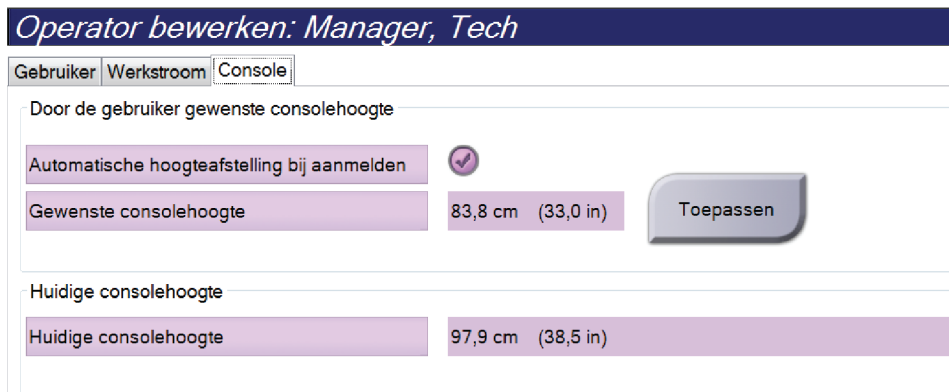 Operator bewerken: Manager, Tech
Gebruiker Werkstroom Console
Door de gebruiker gewenste consolehoogte
Automatische hoogteafstelling bij aanmelden
Gewenste consolehoogte 83,8 cm (33,0 in) Toepassen
Huidige consolehoogte
Huidige consolehoogte 97,9 cm (38,5 in)